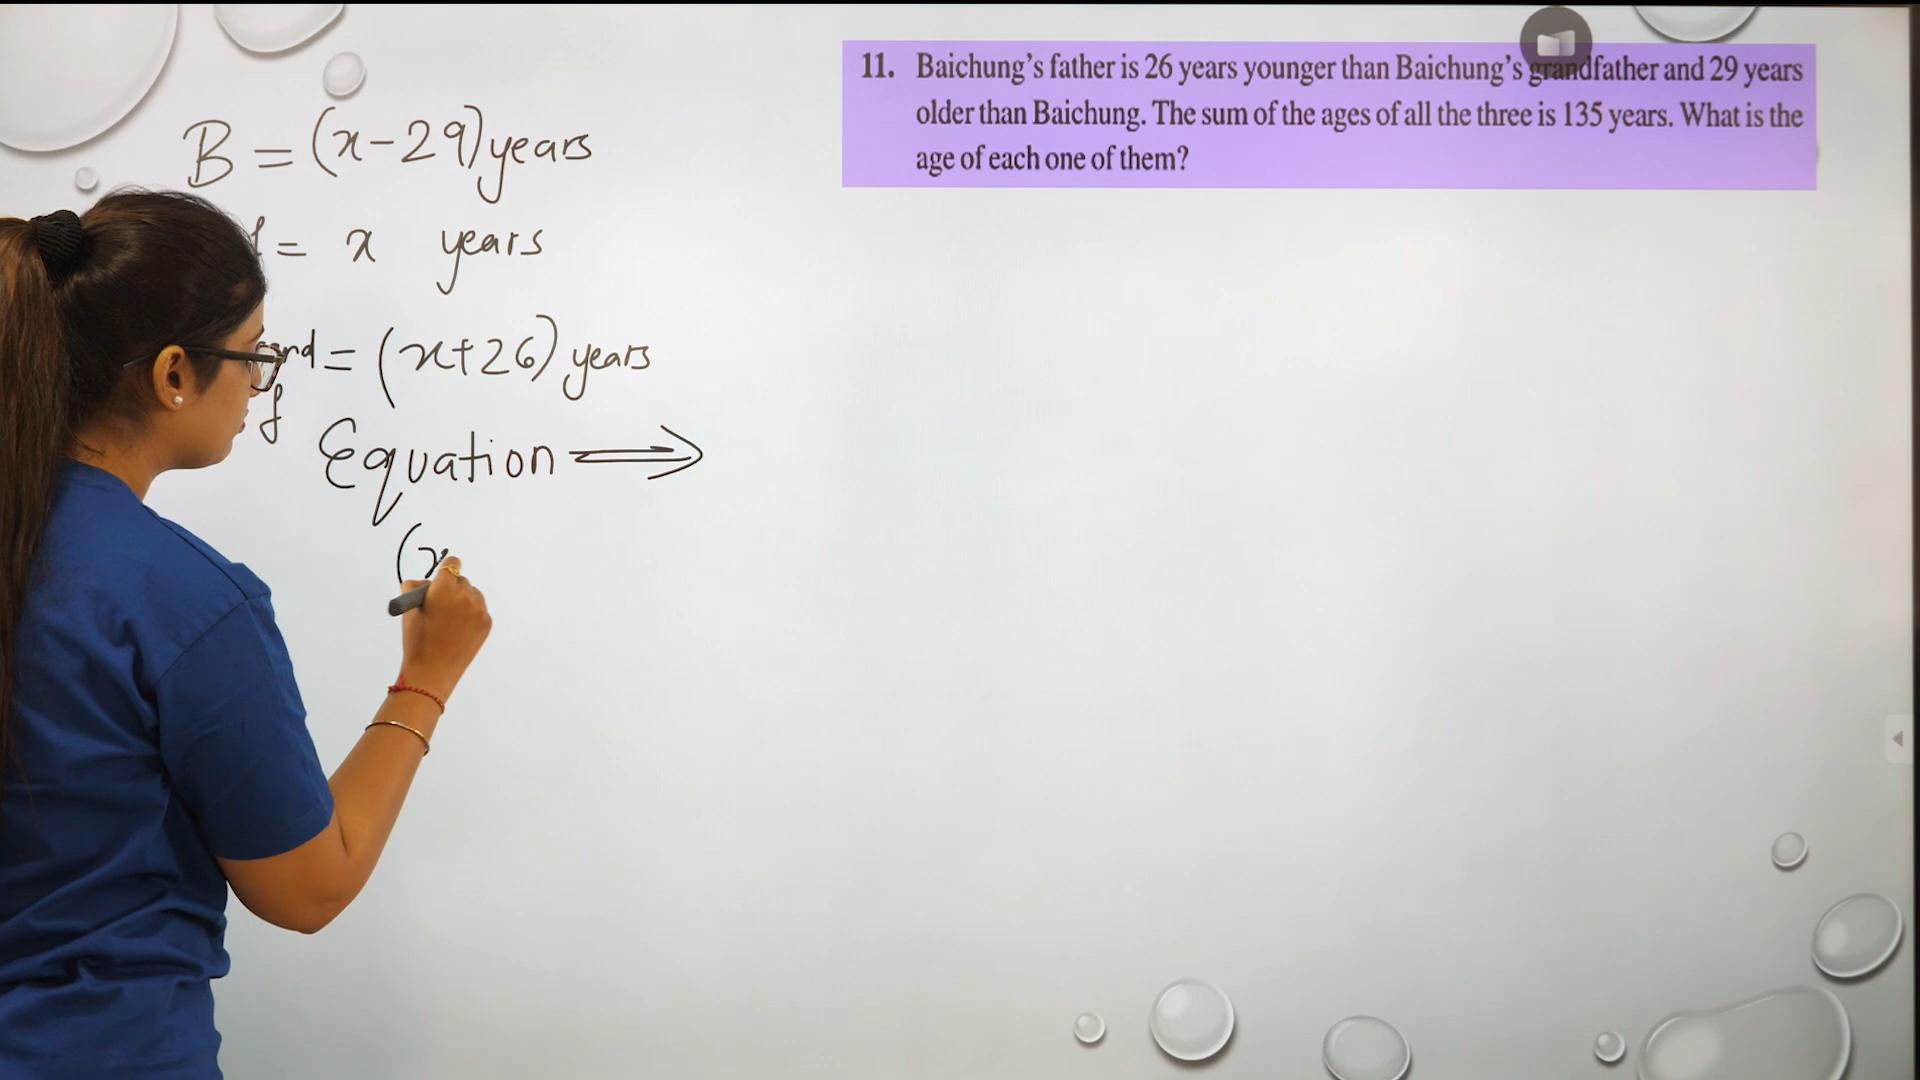 11. Baichung's father is 26 years younger than Baichung's grandfather and 29 years
older than Baichung. The sum of the ages of all the three is 135 years. What is the
age of each one of them?
B = (x-29) years
f = x years
= (x+26) years
f
Equation ⟹
(x